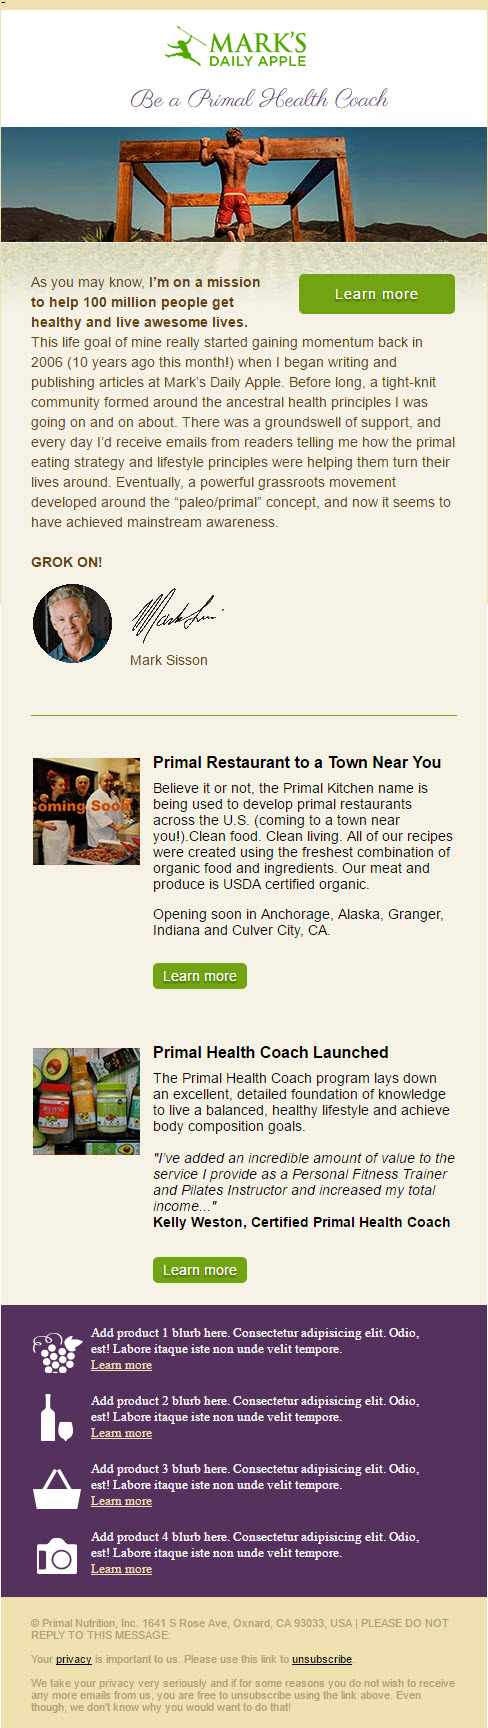 MARK'S
DAILY APPLE
Be a Primal Health Coach
As you may know, I'm on a mission
to help 100 million people get
healthy and live awesome lives.
Learn more
This life goal of mine really started gaining momentum back in
2006 (10 years ago this month!) when I began writing and
publishing articles at Mark's Daily Apple. Before long, a tight-knit
community formed around the ancestral health principles I was
going on and on about. There was a groundswell of support, and
every day I'd receive emails from readers telling me how the primal
eating strategy and lifestyle principles were helping them turn their
lives around. Eventually, a powerful grassroots movement
developed around the “paleo/primal” concept, and now it seems to
have achieved mainstream awareness.
GROK ON!
Mark Sisson
Primal Restaurant to a Town Near You
Coming Soon
Believe it or not, the Primal Kitchen name is
being used to develop primal restaurants
across the U.S. (coming to a town near
you!).Clean food. Clean living. All of our recipes
were created using the freshest combination of
organic food and ingredients. Our meat and
produce is USDA certified organic.
Opening soon in Anchorage, Alaska, Granger,
Indiana and Culver City, CA.
Learn more
Primal Health Coach Launched
The Primal Health Coach program lays down
an excellent, detailed foundation of knowledge
to live a balanced, healthy lifestyle and achieve
body composition goals.
"I've added an incredible amount of value to the
service I provide as a Personal Fitness Trainer
and Pilates Instructor and increased my total
income..."
Kelly Weston, Certified Primal Health Coach
Learn more
Add product 1 blurb here. Consectetur adipisicing elit. Odio,
est! Labore itaque iste non unde velit tempore.
Learn more
Add product 2 blurb here. Consectetur adipisicing elit. Odio,
est! Labore itaque iste non unde velit tempore.
Learn more
Add product 3 blurb here. Consectetur adipisicing elit. Odio,
est! Labore itaque iste non unde velit tempore.
Learn more
Add product 4 blurb here. Consectetur adipisicing elit. Odio,
est! Labore itaque iste non unde velit tempore.
Learn more
© Primal Nutrition, Inc. 1641 S Rose Ave, Oxnard, CA 93033, USA | PLEASE DO NOT
REPLY TO THIS MESSAGE:
Your privacy is important to us. Please use this link to unsubscribe.
We take your privacy very seriously and if for some reasons you do not wish to receive
any more emails from us, you are free to unsubscribe using the link above. Even
though, we don't know why you would want to do that!